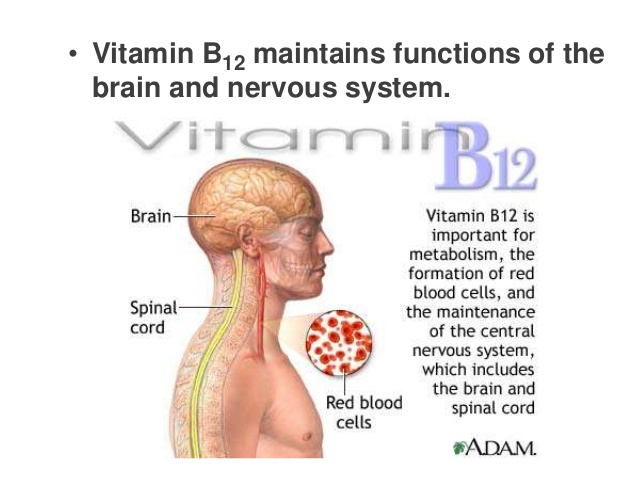 • Vitamin B12 maintains functions of the
brain and nervous system.
Vitamin
B12
Brain
Spinal
cord
Red blood
cells
Vitamin B12 is
important for
metabolism, the
formation of red
blood cells, and
the maintenance
of the central
nervous system,
which includes
the brain and
spinal cord
ADAM.